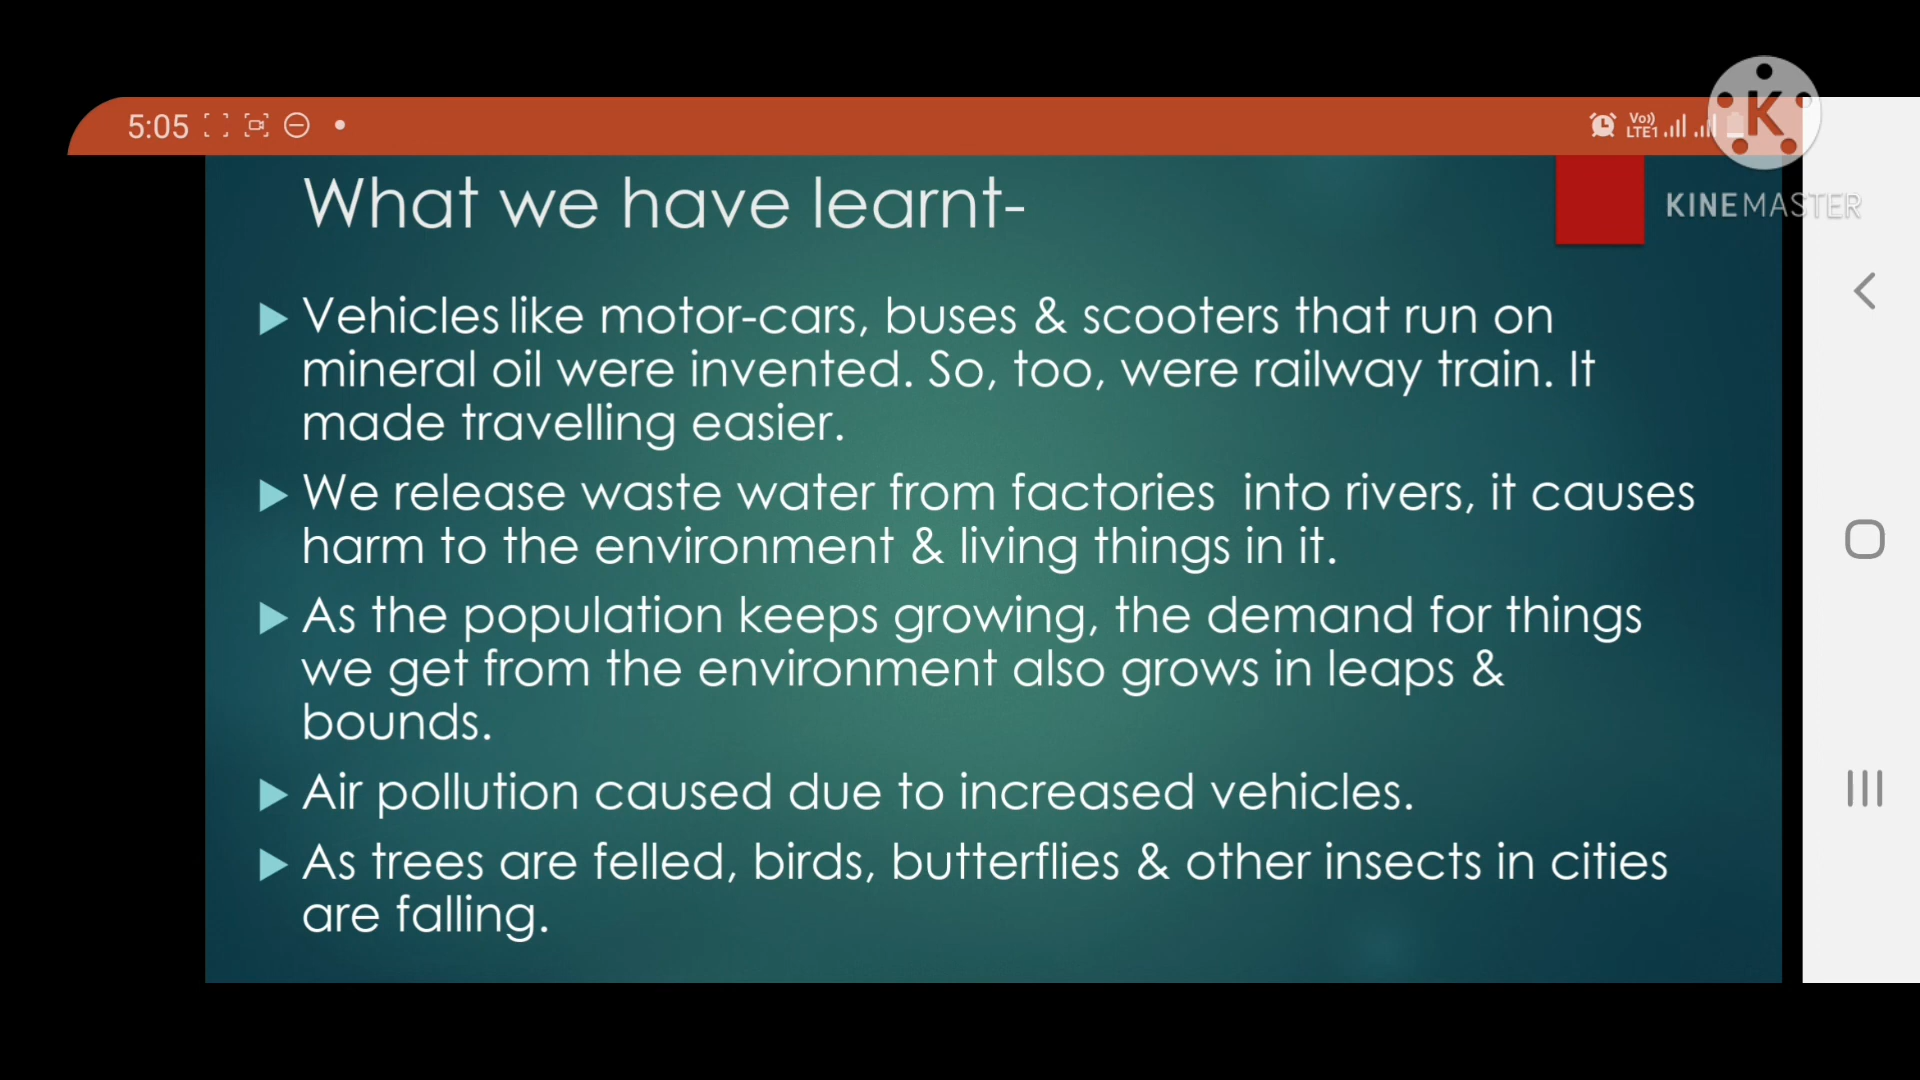 5:05
Vo))
LTE1
K
KINEMASTER
What we have learnt-
Vehicles like motor-cars, buses & scooters that run on
mineral oil were invented. So, too, were railway train. It
made travelling easier.
We release waste water from factories into rivers, it causes
harm to the environment & living things in it.
As the population keeps growing, the demand for things
we get from the environment also grows in leaps &
bounds.
Air pollution caused due to increased vehicles.
As trees are felled, birds, butterflies & other insects in cities
are falling.